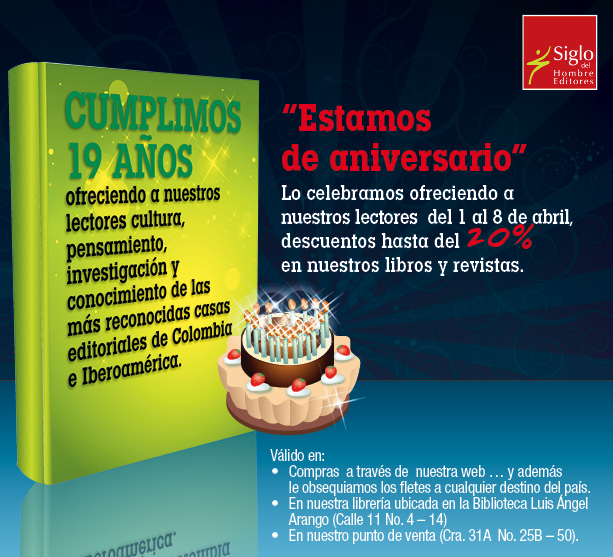 Siglo
del
Hombre
Editores
CUMPLIMOS
19 AÑOS
ofreciendo a nuestros
lectores cultura,
pensamiento,
investigación y
conocimiento de las
más reconocidas casas
editoriales de Colombia
e Iberoamérica.
“Estamos
de aniversario”
Lo celebramos ofreciendo a
nuestros lectores del 1 al 8 de abril,
descuentos hasta del 20%
en nuestros libros y revistas.
Válido en:
• Compras a través de nuestra web ... y además
le obsequiamos los fletes a cualquier destino del país.
• En nuestra librería ubicada en la Biblioteca Luis Ángel
Arango (Calle 11 No. 4 – 14)
• En nuestro punto de venta (Cra. 31A No. 25B – 50).